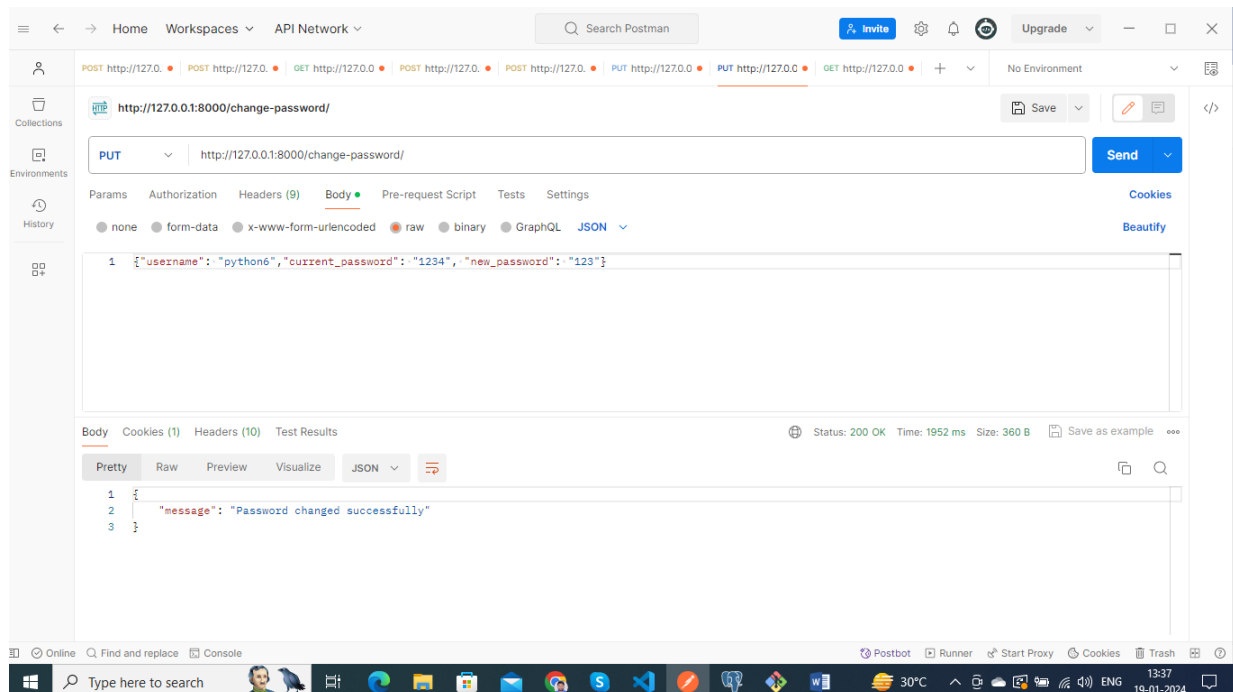 Home Workspaces API Network Search Postman Invite Upgrade
POST http://127.0. POST http://127.0. GET http://127.0.0 POST http://127.0. POST http://127.0. PUT http://127.0.0 PUT http://127.0.0 GET http://127.0.0 No Environment
HTTP http://127.0.0.1:8000/change-password/ Save
Collections
PUT http://127.0.0.1:8000/change-password/ Send
Environments
Params Authorization Headers (9) Body Pre-request Script Tests Settings Cookies
History
none form-data x-www-form-urlencoded raw binary GraphQL JSON Beautify
1 {"username": "python6","current_password": "1234", "new_password": "123"}
Body Cookies (1) Headers (10) Test Results Status: 200 OK Time: 1952 ms Size: 360 B Save as example
Pretty Raw Preview Visualize JSON
1 {
2 "message": "Password changed successfully"
3 }
Online Find and replace Console Postbot Runner Start Proxy Cookies Trash
Type here to search 30°C ENG 13:37
19-01-2024